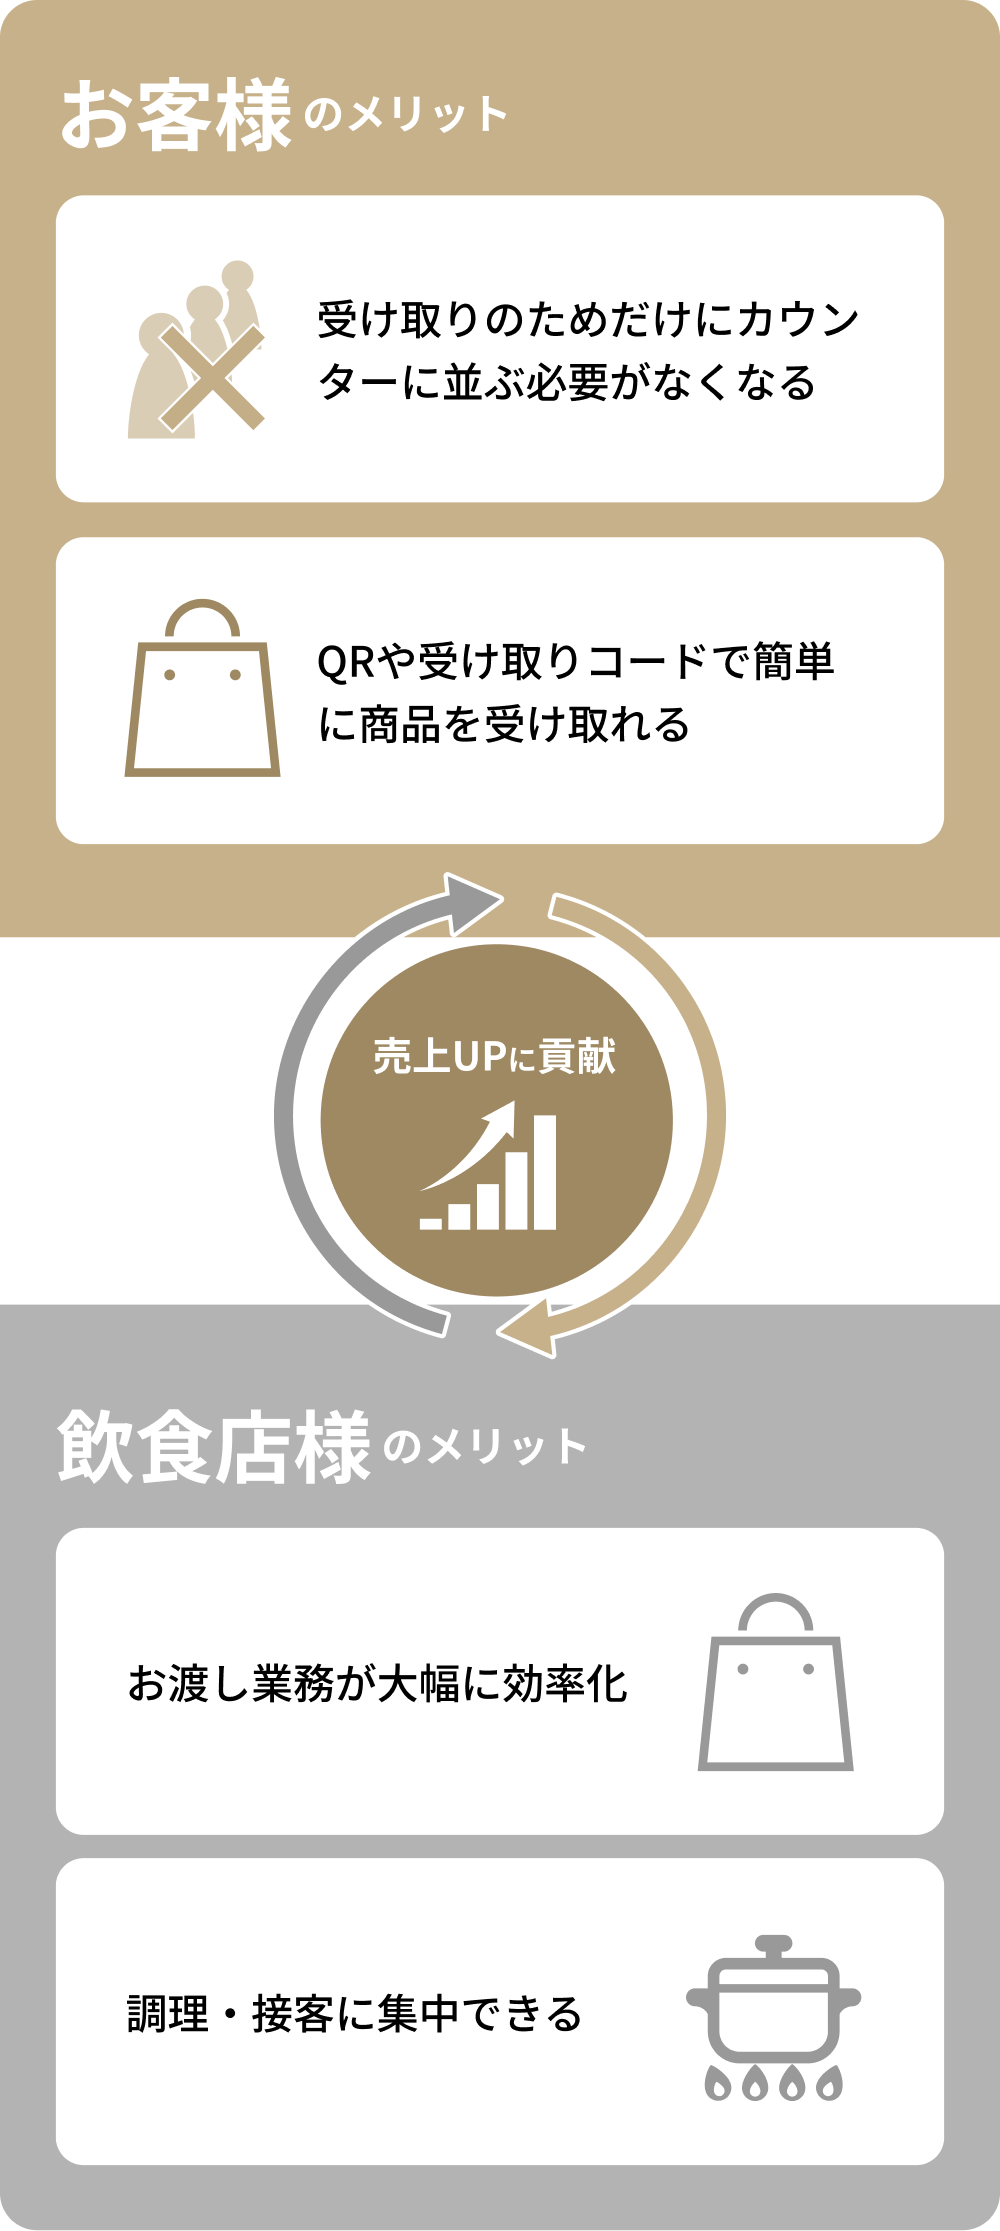 お客様のメリット
受け取りのためだけにカウン
ターに並ぶ必要がなくなる
QRや受け取りコードで簡単
に商品を受け取れる
売上UPに貢献
飲食店様のメリット
お渡し業務が大幅に効率化
調理・接客に集中できる